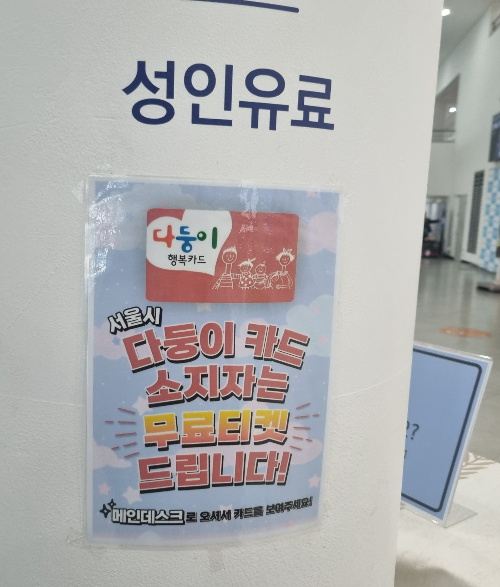 성인유료
다둥이
행복카드
서울시
다둥이 카드
소지자는
무료티켓
드립니다!
메인데스크로 오셔서 카드를 보여주세요!
?